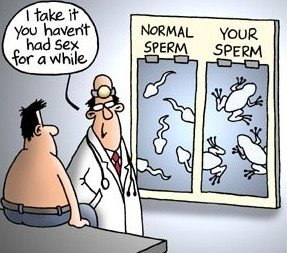 I take it
you haven't
had sex
for a while
NORMAL
SPERM
YOUR
SPERM